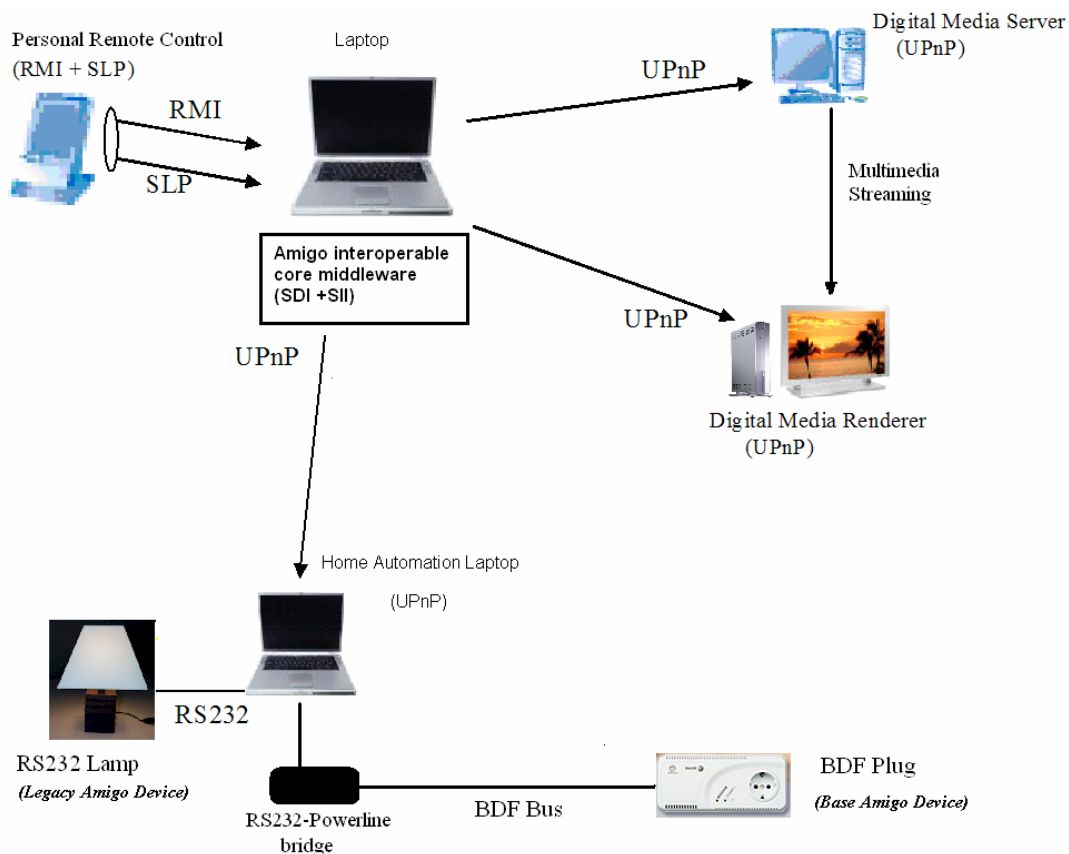 Personal Remote Control
(RMI + SLP)
Laptop
Digital Media Server
(UPnP)
RMI
SLP
UPnP
Multimedia
Streaming
Amigo interoperable
core middleware
(SDI +SII)
UPnP
UPnP
Digital Media Renderer
(UPnP)
Home Automation Laptop
(UPnP)
RS232
RS232 Lamp
(Legacy Amigo Device)
RS232-Powerline
bridge
BDF Bus
BDF Plug
(Base Amigo Device)